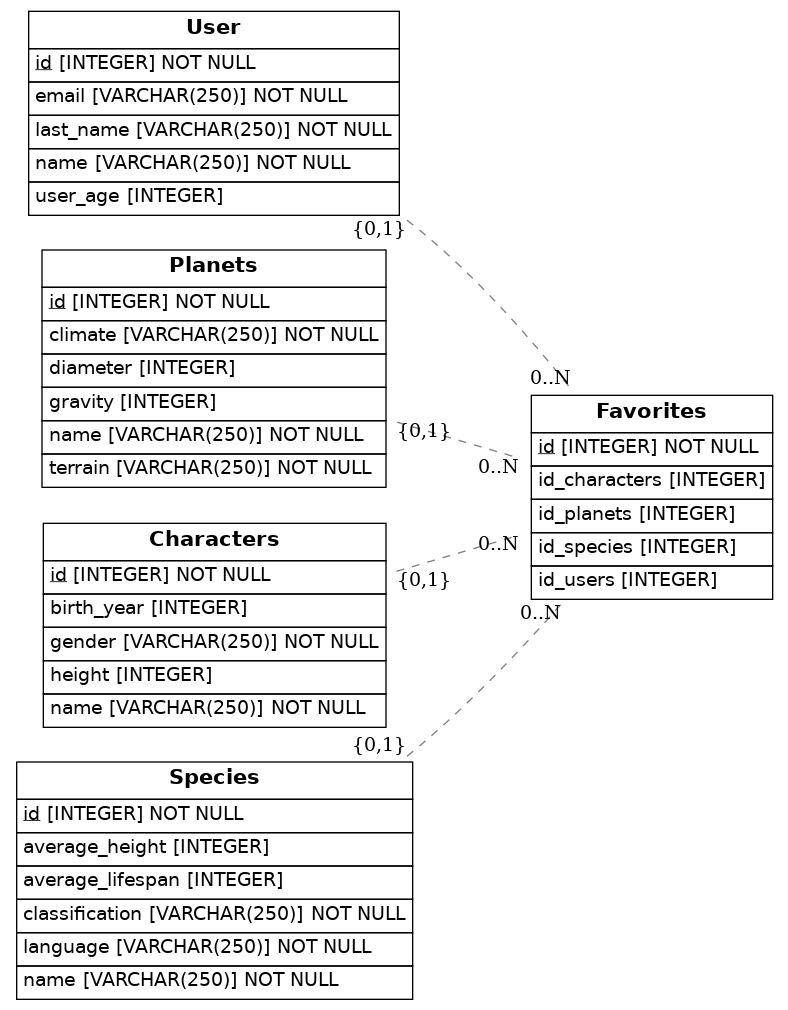 User
id [INTEGER] NOT NULL
email [VARCHAR(250)] NOT NULL
last_name [VARCHAR(250)] NOT NULL
name [VARCHAR(250)] NOT NULL
user_age [INTEGER]
{0,1}
Planets
id [INTEGER] NOT NULL
climate [VARCHAR(250)] NOT NULL
diameter [INTEGER]
gravity [INTEGER]
name [VARCHAR(250)] NOT NULL
terrain [VARCHAR(250)] NOT NULL
{0,1}
Characters
id [INTEGER] NOT NULL
birth_year [INTEGER]
gender [VARCHAR(250)] NOT NULL
height [INTEGER]
name [VARCHAR(250)] NOT NULL
{0,1}
{0,1}
Species
id [INTEGER] NOT NULL
average_height [INTEGER]
average_lifespan [INTEGER]
classification [VARCHAR(250)] NOT NULL
language [VARCHAR(250)] NOT NULL
name [VARCHAR(250)] NOT NULL
0..N
Favorites
id [INTEGER] NOT NULL
id_characters [INTEGER]
id_planets [INTEGER]
id_species [INTEGER]
id_users [INTEGER]
0..N
0..N
0..N